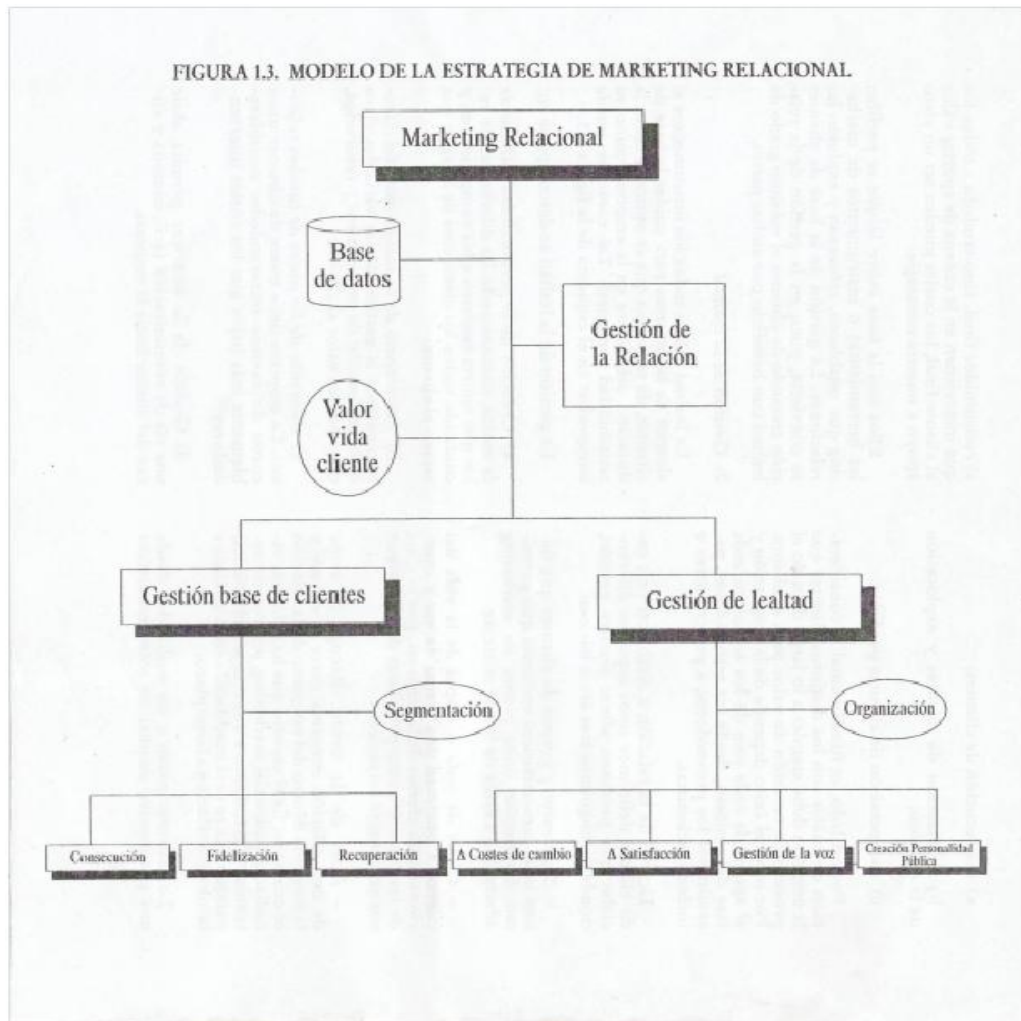 FIGURA 1.3. MODELO DE LA ESTRATEGIA DE MARKETING RELACIONAL
Marketing Relacional
Base
de datos
Gestión de
la Relación
Valor
vida
cliente
Gestión base de clientes
Gestión de lealtad
Segmentación
Organización
Consecución
Fidelización
Recuperación
A Costes de cambio
A Satisfacción
Gestión de la voz
Creación Personalidad
Pública